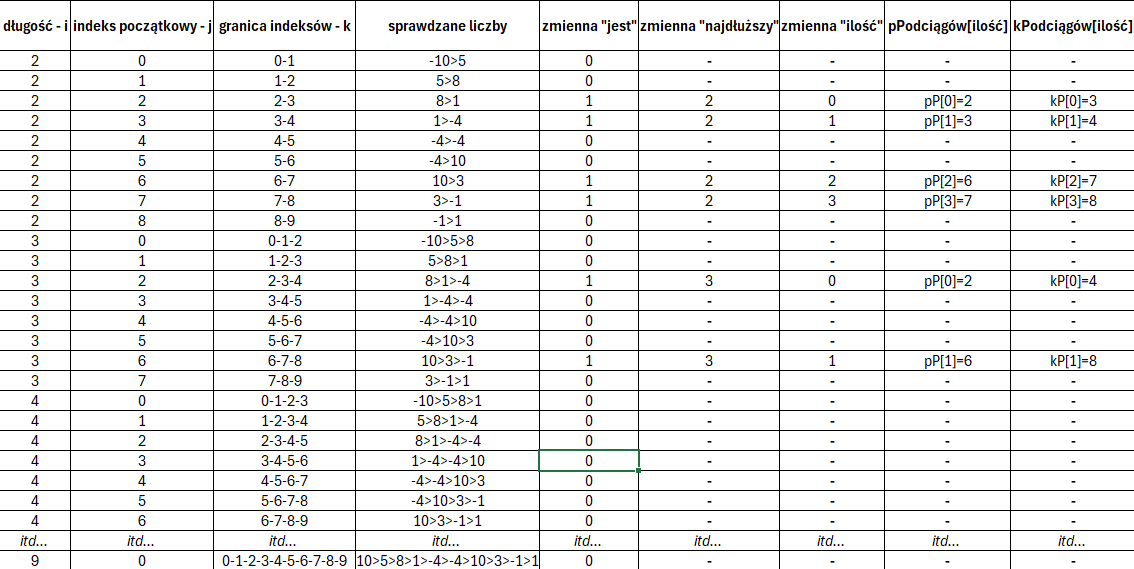 długość - i indeks początkowy - j granica indeksów - k sprawdzane liczby zmienna "jest" zmienna "najdłuższy" zmienna "ilość" pPodciągów[ilość] kPodciągów[ilość]
2 0 0-1 -10>5 0 - - - -
2 1 1-2 5>8 0 - - - -
2 2 2-3 8>1 1 2 0 pP[0]=2 kP[0]=3
2 3 3-4 1>-4 1 2 1 pP[1]=3 kP[1]=4
2 4 4-5 -4>-4 0 - - - -
2 5 5-6 -4>10 0 - - - -
2 6 6-7 10>3 1 2 2 pP[2]=6 kP[2]=7
2 7 7-8 3>-1 1 2 3 pP[3]=7 kP[3]=8
2 8 8-9 -1>1 0 - - - -
3 0 0-1-2 -10>5>8 0 - - - -
3 1 1-2-3 5>8>1 0 - - - -
3 2 2-3-4 8>1>-4 1 3 0 pP[0]=2 kP[0]=4
3 3 3-4-5 1>-4>-4 0 - - - -
3 4 4-5-6 -4>-4>10 0 - - - -
3 5 5-6-7 -4>10>3 0 - - - -
3 6 6-7-8 10>3>-1 1 3 1 pP[1]=6 kP[1]=8
3 7 7-8-9 3>-1>1 0 - - - -
4 0 0-1-2-3 -10>5>8>1 0 - - - -
4 1 1-2-3-4 5>8>1>-4 0 - - - -
4 2 2-3-4-5 8>1>-4>-4 0 - - - -
4 3 3-4-5-6 1>-4>-4>10 0 - - - -
4 4 4-5-6-7 -4>-4>10>3 0 - - - -
4 5 5-6-7-8 -4>10>3>-1 0 - - - -
4 6 6-7-8-9 10>3>-1>1 0 - - - -
itd... itd... itd... itd... itd... itd... itd... itd... itd...
9 0 0-1-2-3-4-5-6-7-8-9 10>5>8>1>-4>-4>10>3>-1>1 0 - - - -